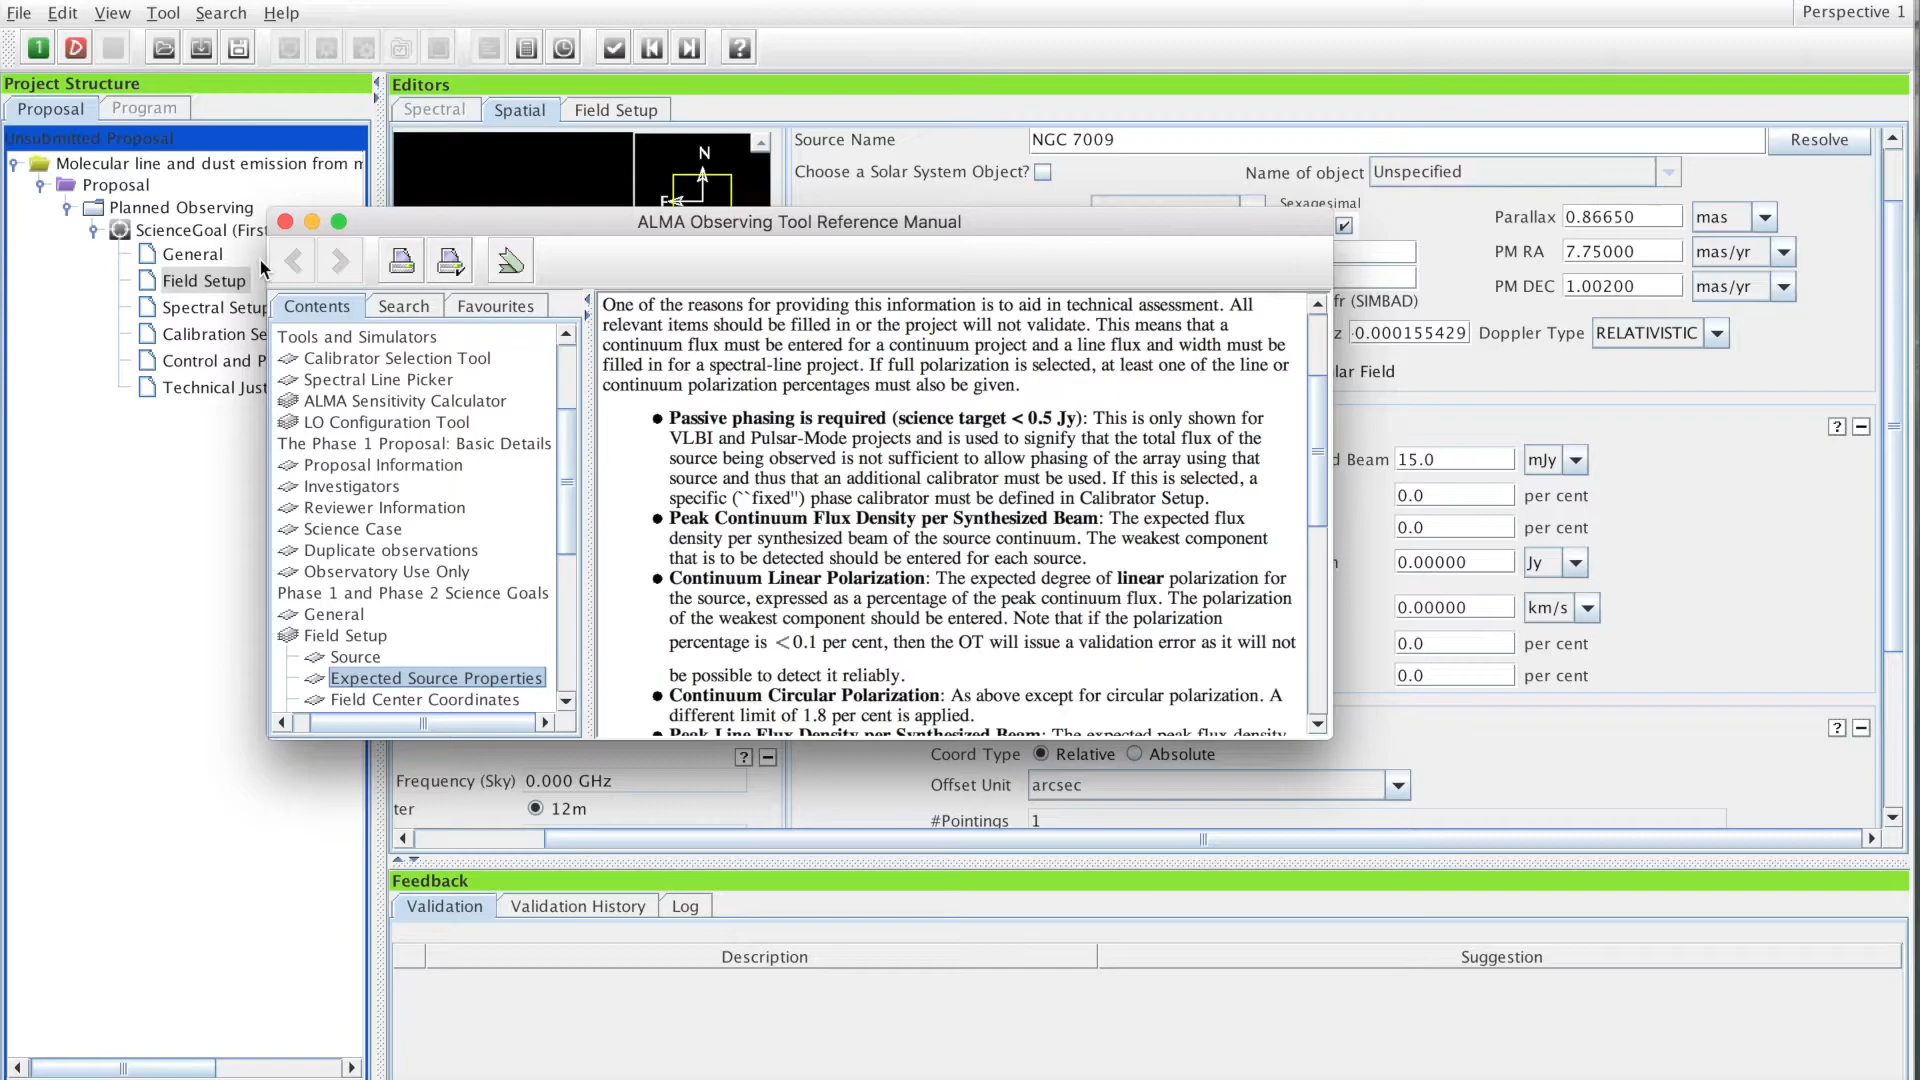 File Edit View Tool Search Help
Perspective 1
Project Structure
Proposal Program
Unsubmitted Proposal
Molecular line and dust emission from
Proposal
Planned Observing
ScienceGoal (First
General
Field Setup
Spectral Setup
Calibration Se
Control and P
Technical Just
Editors
Spectral Spatial Field Setup
N
Source Name NGC 7009 Resolve
Choose a Solar System Object? Name of object Unspecified
Sexagesimal
Parallax 0.86650 mas
PM RA 7.75000 mas/yr
PM DEC 1.00200 mas/yr
fr (SIMBAD)
z -0.000155429 Doppler Type RELATIVISTIC
lar Field
? 
d Beam 15.0 mJy
0.0 per cent
0.0 per cent
0.00000 Jy
0.00000 km/s
0.0 per cent
0.0 per cent
?
Coord Type Relative Absolute
Offset Unit arcsec
#Pointings 1
?
Frequency (Sky) 0.000 GHz
ter 12m
ALMA Observing Tool Reference Manual
Contents Search Favourites
Tools and Simulators
Calibrator Selection Tool
Spectral Line Picker
ALMA Sensitivity Calculator
LO Configuration Tool
The Phase 1 Proposal: Basic Details
Proposal Information
Investigators
Reviewer Information
Science Case
Duplicate observations
Observatory Use Only
Phase 1 and Phase 2 Science Goals
General
Field Setup
Source
Expected Source Properties
Field Center Coordinates
One of the reasons for providing this information is to aid in technical assessment. All
relevant items should be filled in or the project will not validate. This means that a
continuum flux must be entered for a continuum project and a line flux and width must be
filled in for a spectral-line project. If full polarization is selected, at least one of the line or
continuum polarization percentages must also be given.
● Passive phasing is required (science target < 0.5 Jy): This is only shown for
VLBI and Pulsar-Mode projects and is used to signify that the total flux of the
source being observed is not sufficient to allow phasing of the array using that
source and thus that an additional calibrator must be used. If this is selected, a
specific (``fixed'') phase calibrator must be defined in Calibrator Setup.
● Peak Continuum Flux Density per Synthesized Beam: The expected flux
density per synthesized beam of the source continuum. The weakest component
that is to be detected should be entered for each source.
● Continuum Linear Polarization: The expected degree of linear polarization for
the source, expressed as a percentage of the peak continuum flux. The polarization
of the weakest component should be entered. Note that if the polarization
percentage is <0.1 per cent, then the OT will issue a validation error as it will not
be possible to detect it reliably.
● Continuum Circular Polarization: As above except for circular polarization. A
different limit of 1.8 per cent is applied.
● Peak Line Flux Density per Synthesized Beam: The expected peak flux density
Feedback
Validation Validation History Log
Description Suggestion